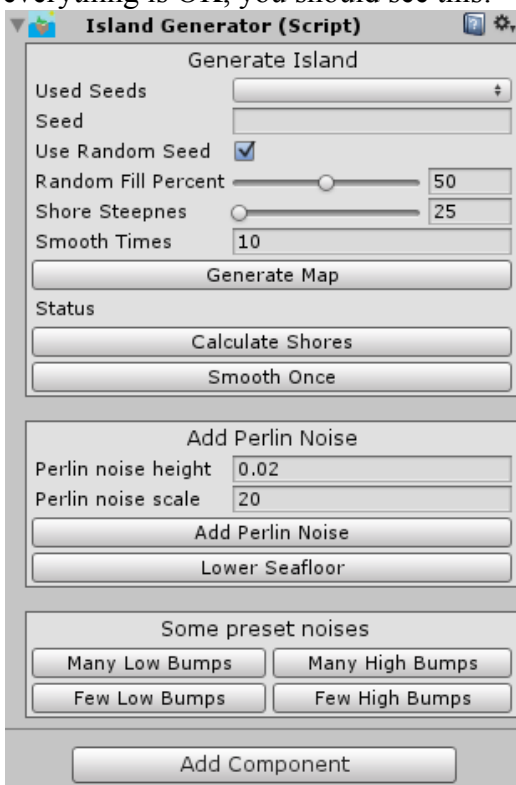 everything is OK, you should see this:
Island Generator (Script)
Generate Island
Used Seeds
Seed
Use Random Seed
Random Fill Percent 50
Shore Steepnes 25
Smooth Times 10
Generate Map
Status
Calculate Shores
Smooth Once
Add Perlin Noise
Perlin noise height 0.02
Perlin noise scale 20
Add Perlin Noise
Lower Seafloor
Some preset noises
Many Low Bumps Many High Bumps
Few Low Bumps Few High Bumps
Add Component